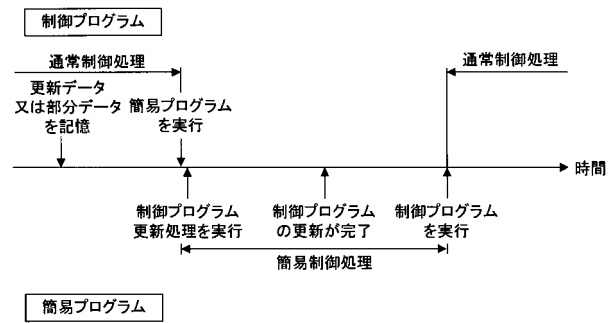 制御プログラム
通常制御処理
通常制御処理
更新データ
又は部分データ
を記憶
簡易プログラム
を実行
時間
制御プログラム
更新処理を実行
制御プログラム
の更新が完了
制御プログラム
を実行
簡易制御処理
簡易プログラム